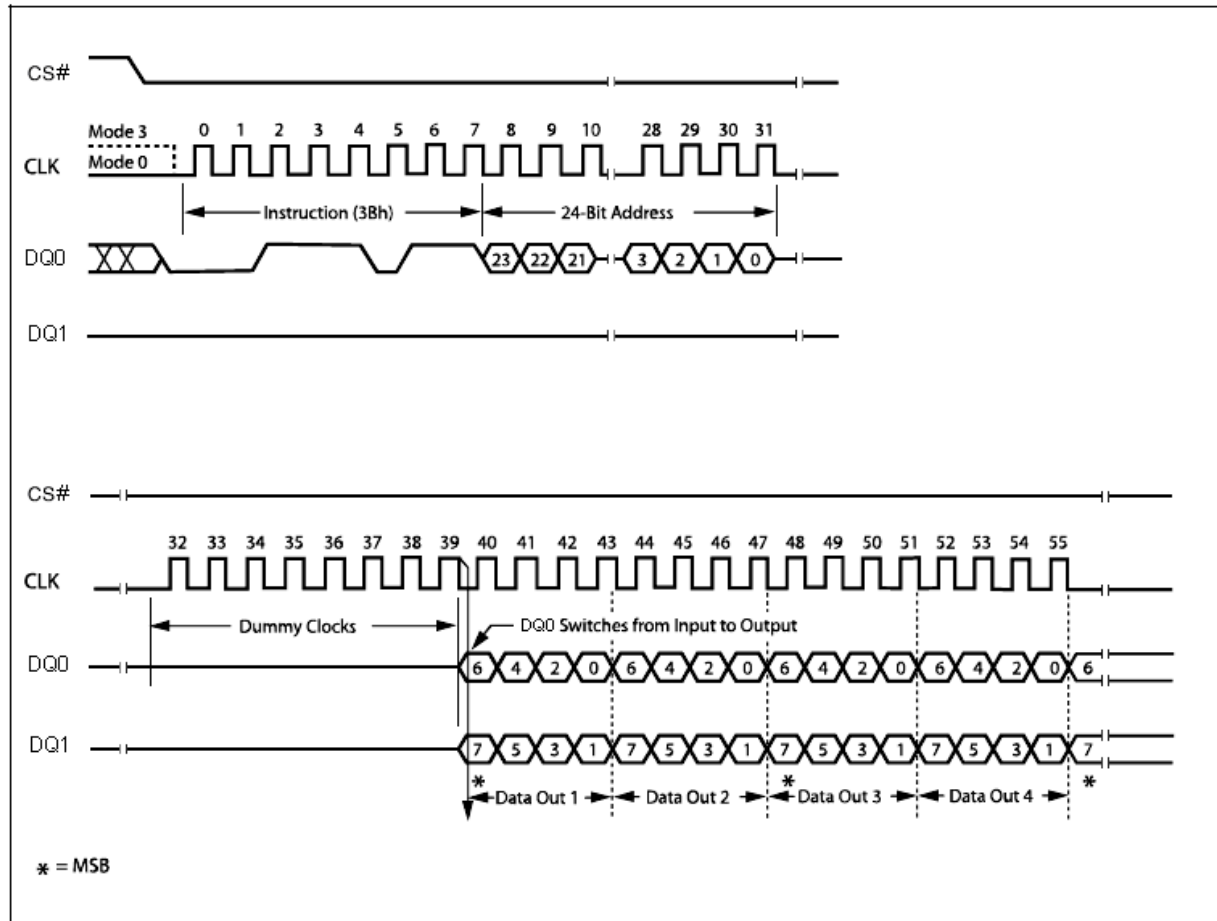 CS#
Mode 3 0 1 2 3 4 5 6 7 8 9 10 28 29 30 31
CLK Mode 0
Instruction (3Bh) 24-Bit Address
DQ0 23 22 21 3 2 1 0
DQ1
CS#
32 33 34 35 36 37 38 39 40 41 42 43 44 45 46 47 48 49 50 51 52 53 54 55
CLK
Dummy Clocks DQ0 Switches from Input to Output
DQ0 6 4 2 0 6 4 2 0 6 4 2 0 6 4 2 0 6
DQ1 7 5 3 1 7 5 3 1 7 5 3 1 7 5 3 1 7
* * *
Data Out 1 Data Out 2 Data Out 3 Data Out 4
* = MSB